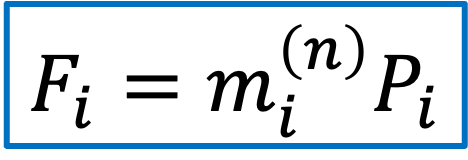 $F_i = m_i^{(n)} P_i$